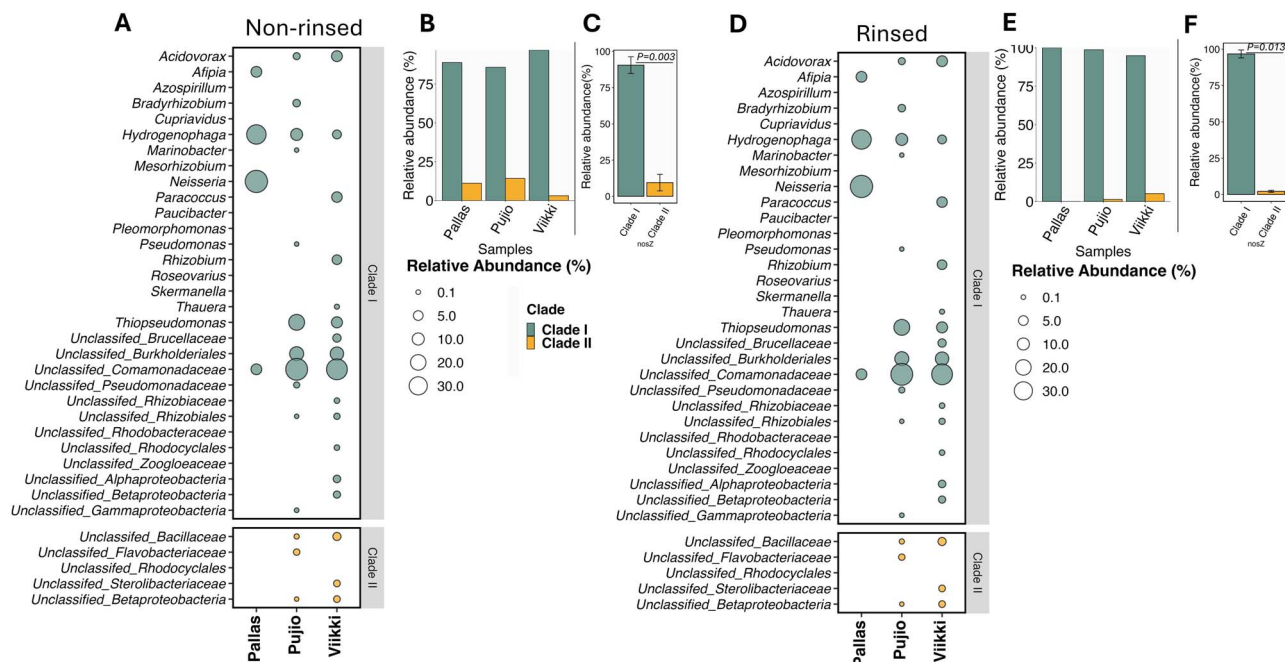 A
Non-rinsed
Acidovorax
Afipia
Azospirillum
Bradyrhizobium
Cupriavidus
Hydrogenophaga
Marinobacter
Mesorhizobium
Neisseria
Paracoccus
Paucibacter
Pleomorphomonas
Pseudomonas
Rhizobium
Roseovarius
Skermanella
Thauera
Thiopseudomonas
Unclassifed_Brucellaceae
Unclassifed_Burkholderiales
Unclassifed_Comamonadaceae
Unclassifed_Pseudomonadaceae
Unclassifed_Rhizobiaceae
Unclassifed_Rhizobiales
Unclassifed_Rhodobacteraceae
Unclassifed_Rhodocyclales
Unclassifed_Zoogloeaceae
Unclassified_Alphaproteobacteria
Unclassified_Betaproteobacteria
Unclassified_Gammaproteobacteria
Clade I
Unclassifed_Bacillaceae
Unclassifed_Flavobacteriaceae
Unclassifed_Rhodocyclales
Unclassifed_Sterolibacteriaceae
Unclassified_Betaproteobacteria
Clade II
Pallas
Pujio
Viikki
B
Relative abundance (%)
75
50
25
0
Pallas
Pujio
Viikki
Samples
C
Relative abundance(%)
100
75
50
25
0
P=0.003
Clade I
Clade II
nosZ
Relative Abundance (%)
0.1
5.0
10.0
20.0
30.0
Clade
Clade I
Clade II
D
Rinsed
Acidovorax
Afipia
Azospirillum
Bradyrhizobium
Cupriavidus
Hydrogenophaga
Marinobacter
Mesorhizobium
Neisseria
Paracoccus
Paucibacter
Pleomorphomonas
Pseudomonas
Rhizobium
Roseovarius
Skermanella
Thauera
Thiopseudomonas
Unclassifed_Brucellaceae
Unclassifed_Burkholderiales
Unclassifed_Comamonadaceae
Unclassifed_Pseudomonadaceae
Unclassifed_Rhizobiaceae
Unclassifed_Rhizobiales
Unclassifed_Rhodobacteraceae
Unclassifed_Rhodocyclales
Unclassifed_Zoogloeaceae
Unclassified_Alphaproteobacteria
Unclassified_Betaproteobacteria
Unclassified_Gammaproteobacteria
Clade I
Unclassifed_Bacillaceae
Unclassifed_Flavobacteriaceae
Unclassifed_Rhodocyclales
Unclassifed_Sterolibacteriaceae
Unclassified_Betaproteobacteria
Clade II
Pallas
Pujio
Viikki
E
Relative abundance (%)
100
75
50
25
0
Pallas
Pujio
Viikki
Samples
F
Relative abundance(%)
100
75
50
25
0
P=0.013
Clade I
Clade II
nosZ
Relative Abundance (%)
0.1
5.0
10.0
20.0
30.0